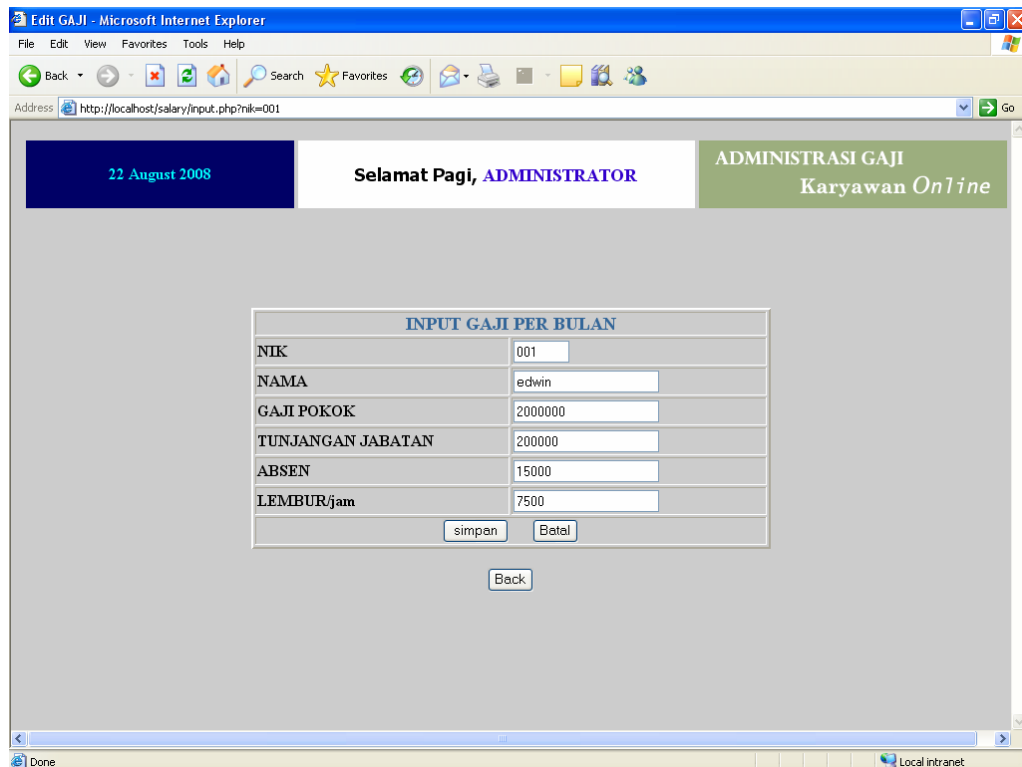 Edit GAJI - Microsoft Internet Explorer
File Edit View Favorites Tools Help
Back Search Favorites
Address http://localhost/salary/input.php?nik=001 Go
22 August 2008
Selamat Pagi, ADMINISTRATOR
ADMINISTRASI GAJI
Karyawan Online
INPUT GAJI PER BULAN
NIK 001
NAMA edwin
GAJI POKOK 2000000
TUNJANGAN JABATAN 200000
ABSEN 15000
LEMBUR/jam 7500
simpan Batal
Back
Done Local intranet